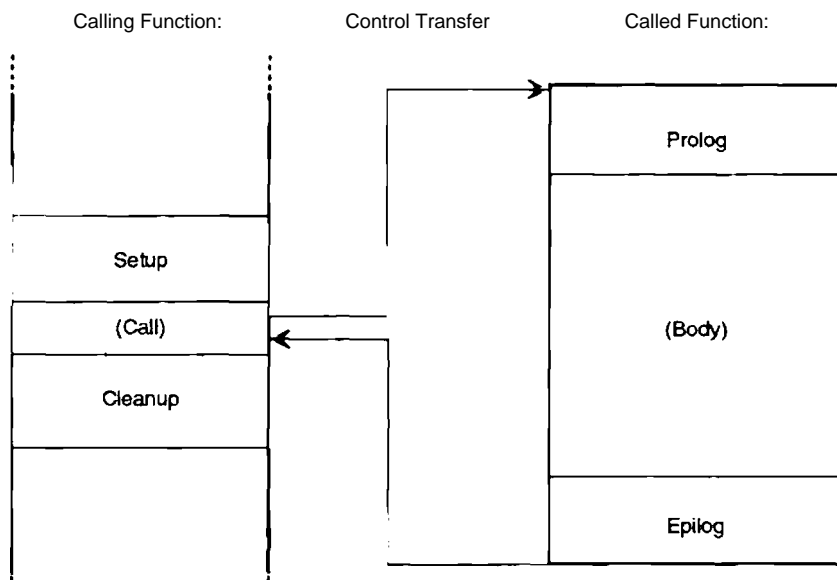 Calling Function:
Control Transfer
Called Function:
Prolog
Setup
(Call)
(Body)
Cleanup
Epilog